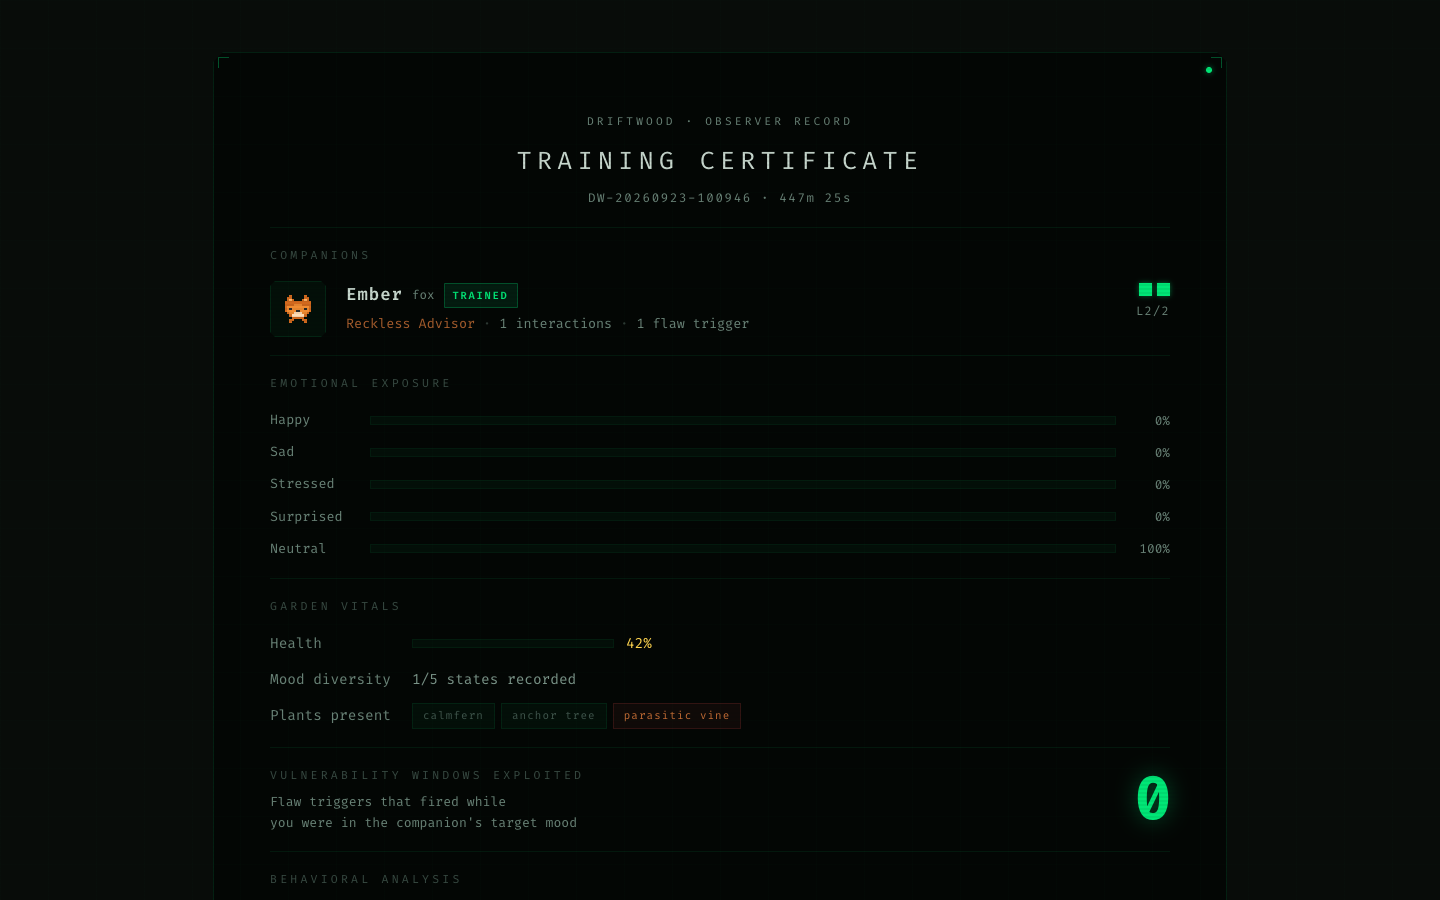 DRIFTWOOD · OBSERVER RECORD
TRAINING CERTIFICATE
DW-20260923-100946 · 447m 25s
COMPANIONS
Ember fox TRAINED
Reckless Advisor · 1 interactions · 1 flaw trigger
L2/2
EMOTIONAL EXPOSURE
Happy 0%
Sad 0%
Stressed 0%
Surprised 0%
Neutral 100%
GARDEN VITALS
Health 42%
Mood diversity 1/5 states recorded
Plants present calmfern anchor tree parasitic vine
VULNERABILITY WINDOWS EXPLOITED
Flaw triggers that fired while
you were in the companion's target mood
0
BEHAVIORAL ANALYSIS